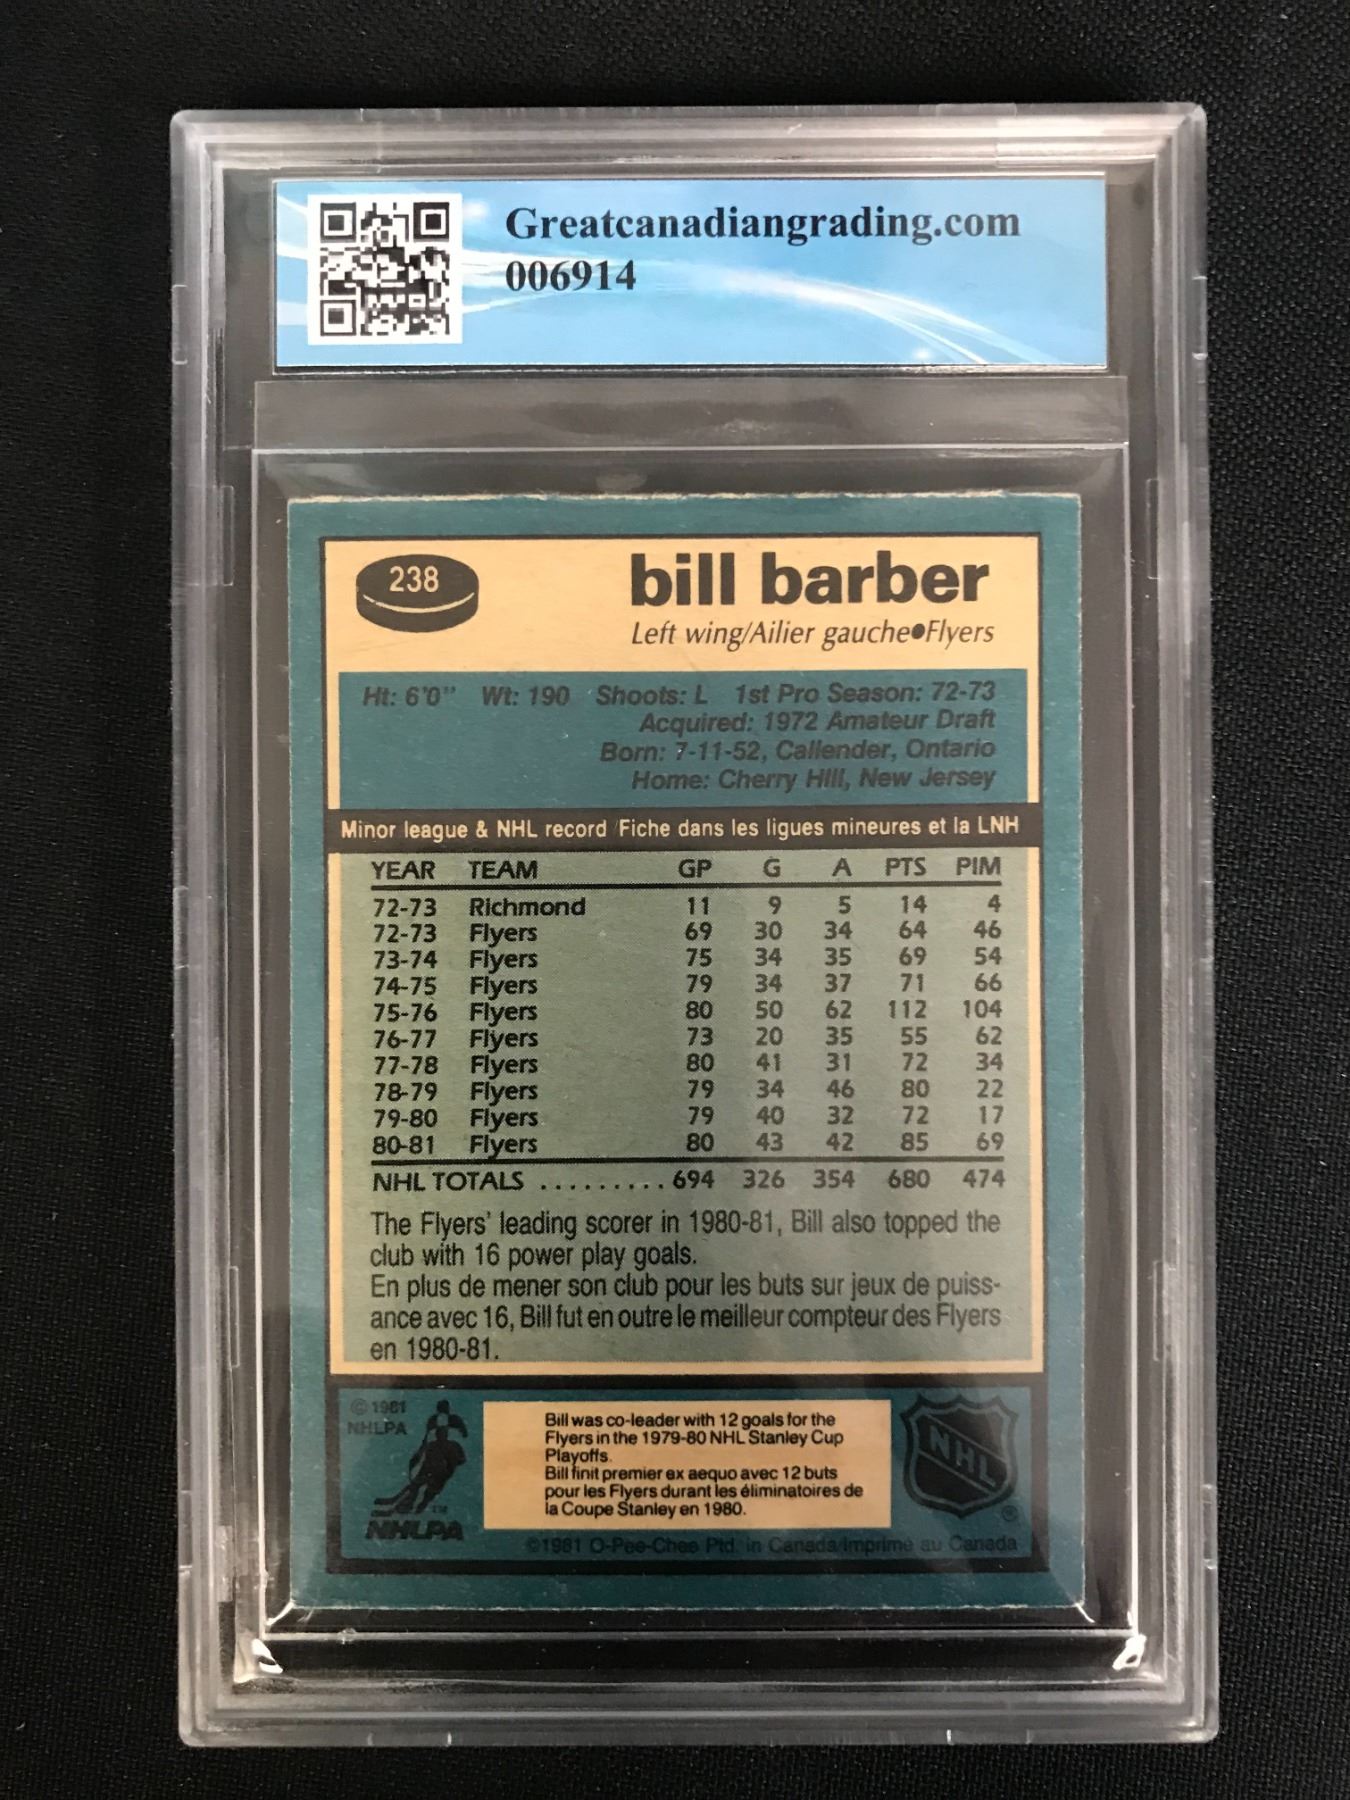 Greatcanadiangrading.com
006914
238
bill barber
Left wing/Ailier gauche●Flyers
Ht: 6'0" Wt: 190 Shoots: L 1st Pro Season: 72-73
Acquired: 1972 Amateur Draft
Born: 7-11-52, Callender, Ontario
Home: Cherry Hill, New Jersey
Minor league & NHL record/Fiche dans les ligues mineures et la LNH
YEAR TEAM GP G A PTS PIM
72-73 Richmond 11 9 5 14 4
72-73 Flyers 69 30 34 64 46
73-74 Flyers 75 34 35 69 54
74-75 Flyers 79 34 37 71 66
75-76 Flyers 80 50 62 112 104
76-77 Flyers 73 20 35 55 62
77-78 Flyers 80 41 31 72 34
78-79 Flyers 79 34 46 80 22
79-80 Flyers 79 40 32 72 17
80-81 Flyers 80 43 42 85 69
NHL TOTALS ......... 694 326 354 680 474
The Flyers' leading scorer in 1980-81, Bill also topped the
club with 16 power play goals.
En plus de mener son club pour les buts sur jeux de puiss-
ance avec 16, Bill fut en outre le meilleur compteur des Flyers
en 1980-81.
© 1981
NHLPA
Bill was co-leader with 12 goals for the
Flyers in the 1979-80 NHL Stanley Cup
Playoffs.
Bill finit premier ex aequo avec 12 buts
pour les Flyers durant les éliminatoires de
la Coupe Stanley en 1980.
NHL
®
™
NHLPA
©1981 O-Pee-Chee Ptd. in Canada/Imprimé au Canada